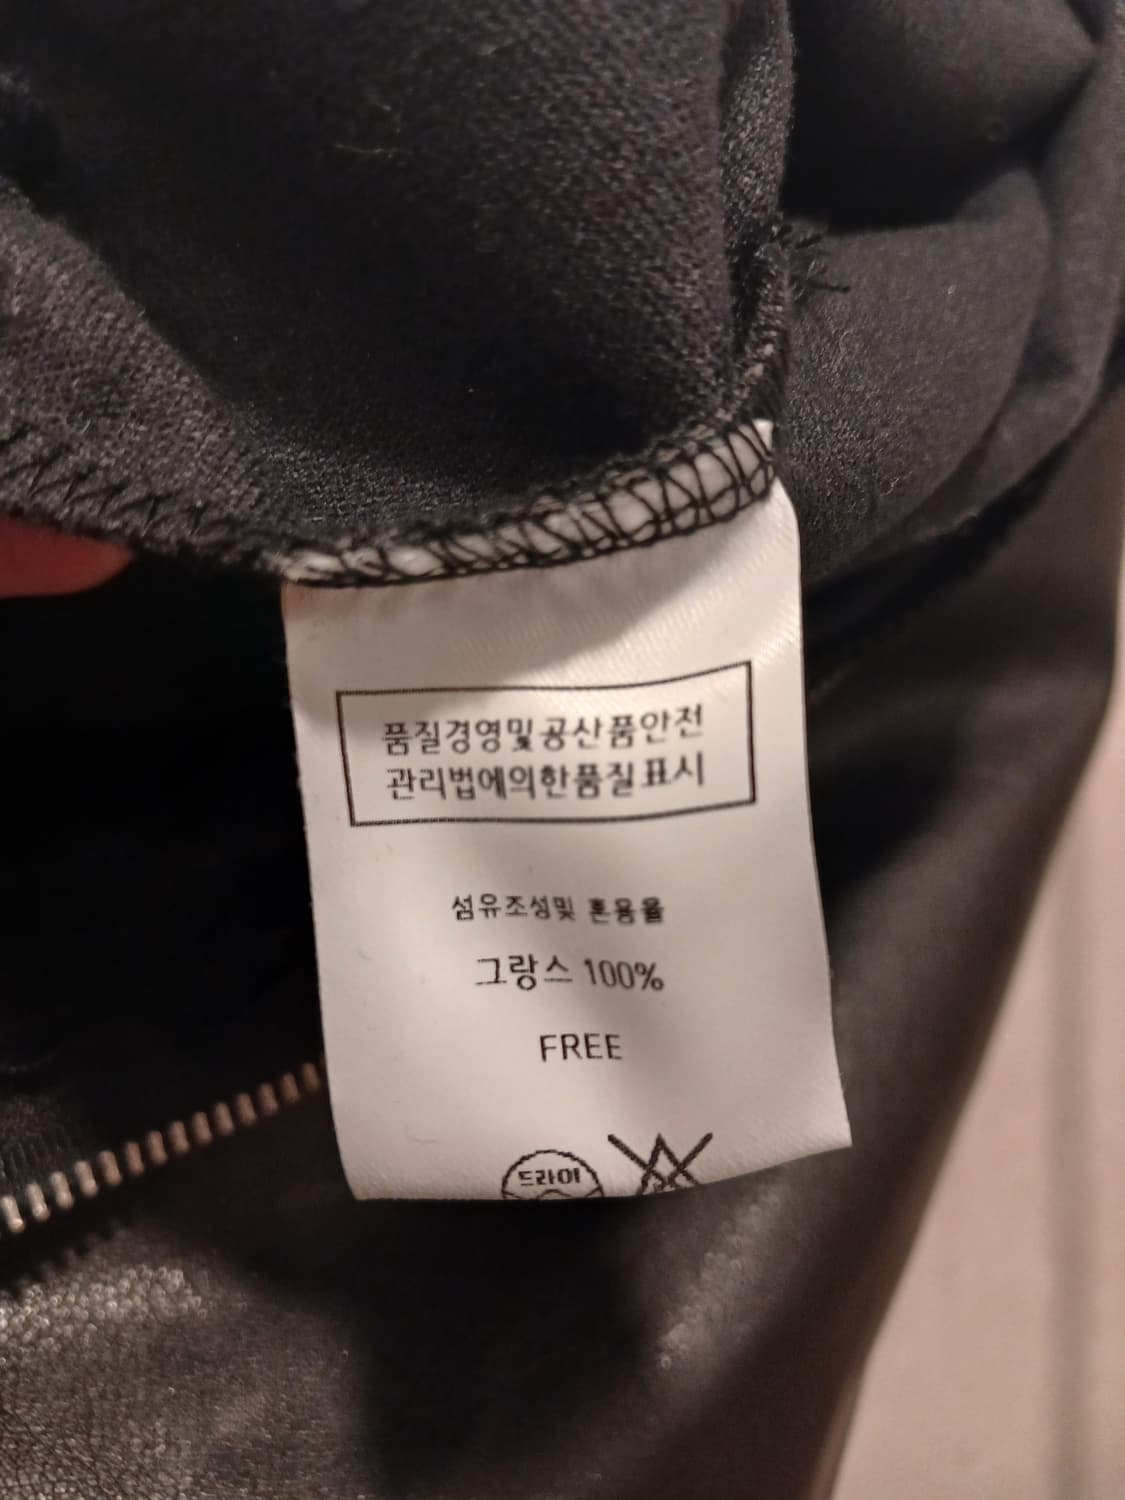 품질경영및공산품안전
관리법에의한품질표시
섬유조성및 혼용율
그랑스 100%
FREE
드라이